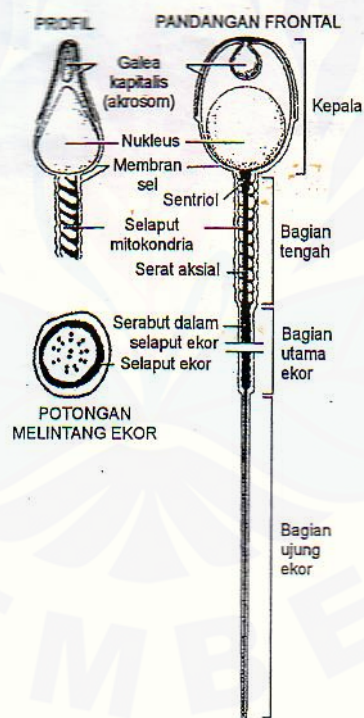 PROFIL
PANDANGAN FRONTAL
Galea
kapitalis
(akrosom)
Kepala
Nukleus
Membran
sel
Sentriol
Selaput
mitokondria
Bagian
tengah
Serat aksial
Serabut dalam
selaput ekor
Selaput ekor
Bagian
utama
ekor
POTONGAN
MELINTANG EKOR
Bagian
ujung
ekor
EMBE